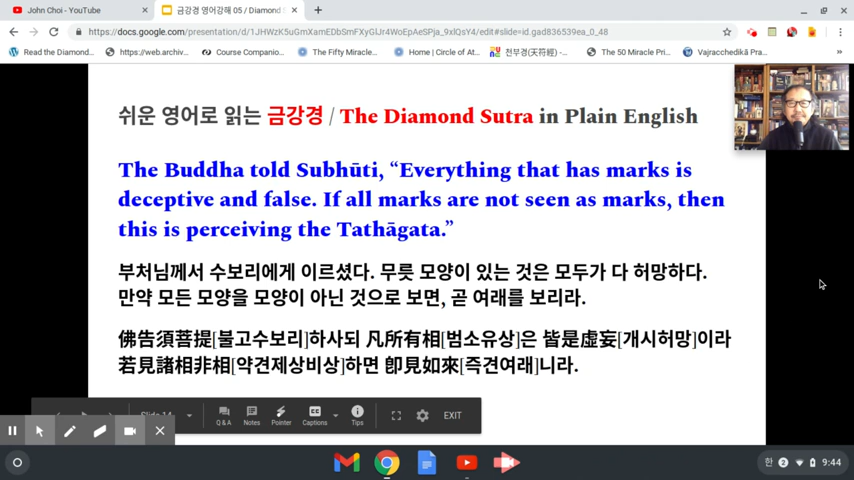 John Choi - YouTube
금강경 영어강해 05 / Diamond S
https://docs.google.com/presentation/d/1JHWzK5uGmXamEDbSmFXyGIJr4WoEpAeSPja_9xlQsY4/edit#slide=id.gad836539ea_0_48
Read the Diamond...
https://web.archiv...
Course Companio...
The Fifty Miracle...
Home | Circle of At...
천부경(天符經) -...
The 50 Miracle Pri...
Vajracchedikā Pra...
쉬운 영어로 읽는 금강경 / The Diamond Sutra in Plain English
The Buddha told Subhūti, “Everything that has marks is
deceptive and false. If all marks are not seen as marks, then
this is perceiving the Tathāgata.”
부처님께서 수보리에게 이르셨다. 무릇 모양이 있는 것은 모두가 다 허망하다.
만약 모든 모양을 모양이 아닌 것으로 보면, 곧 여래를 보리라.
佛告須菩提[불고수보리]하사되 凡所有相[범소유상]은 皆是虛妄[개시허망]이라
若見諸相非相[약견제상비상]하면 卽見如來[즉견여래]니라.
Slide 14
Q & A
Notes
Pointer
Captions
Tips
EXIT
한 2 9:44